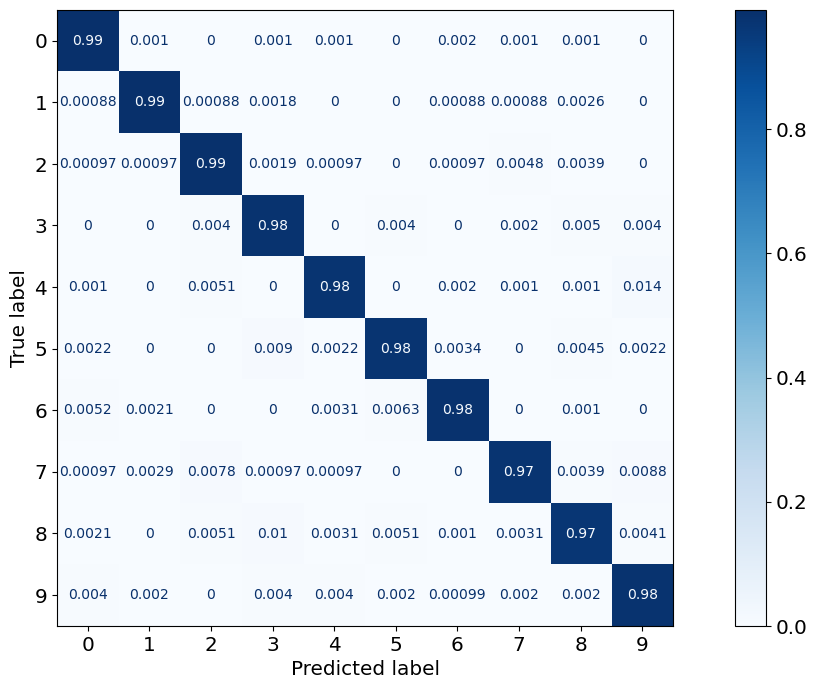 0 0.99 0.001 0 0.001 0.001 0 0.002 0.001 0.001 0
1 0.00088 0.99 0.00088 0.0018 0 0 0.00088 0.00088 0.0026 0
2 0.00097 0.00097 0.99 0.0019 0.00097 0 0.00097 0.0048 0.0039 0
3 0 0 0.004 0.98 0 0.004 0 0.002 0.005 0.004
4 0.001 0 0.0051 0 0.98 0 0.002 0.001 0.001 0.014
5 0.0022 0 0 0.009 0.0022 0.98 0.0034 0 0.0045 0.0022
6 0.0052 0.0021 0 0 0.0031 0.0063 0.98 0 0.001 0
7 0.00097 0.0029 0.0078 0.00097 0.00097 0 0 0.97 0.0039 0.0088
8 0.0021 0 0.0051 0.01 0.0031 0.0051 0.001 0.0031 0.97 0.0041
9 0.004 0.002 0 0.004 0.004 0.002 0.00099 0.002 0.002 0.98
0 1 2 3 4 5 6 7 8 9
Predicted label
True label
0.8
0.6
0.4
0.2
0.0